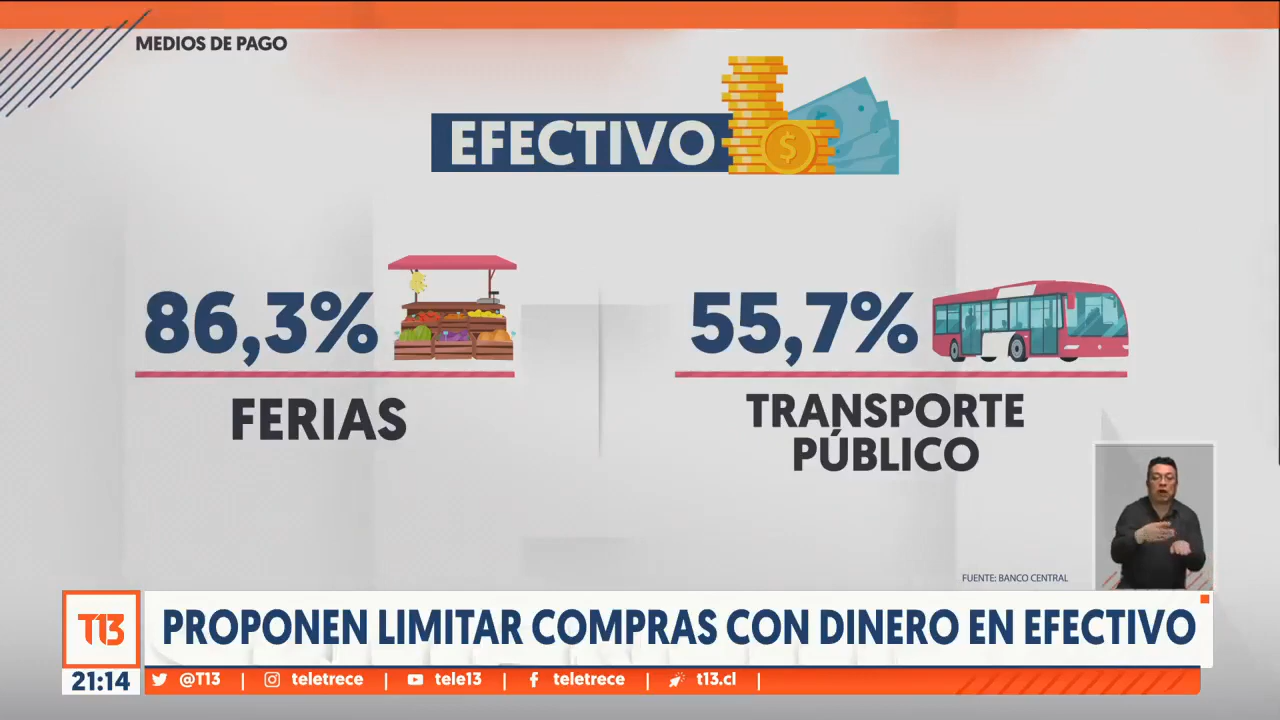 MEDIOS DE PAGO
EFECTIVO
$
86,3%
FERIAS
55,7%
TRANSPORTE
PÚBLICO
FUENTE: BANCO CENTRAL
T13
PROPONEN LIMITAR COMPRAS CON DINERO EN EFECTIVO
21:14
@T13 | teletrece | tele13 | teletrece | t13.cl |